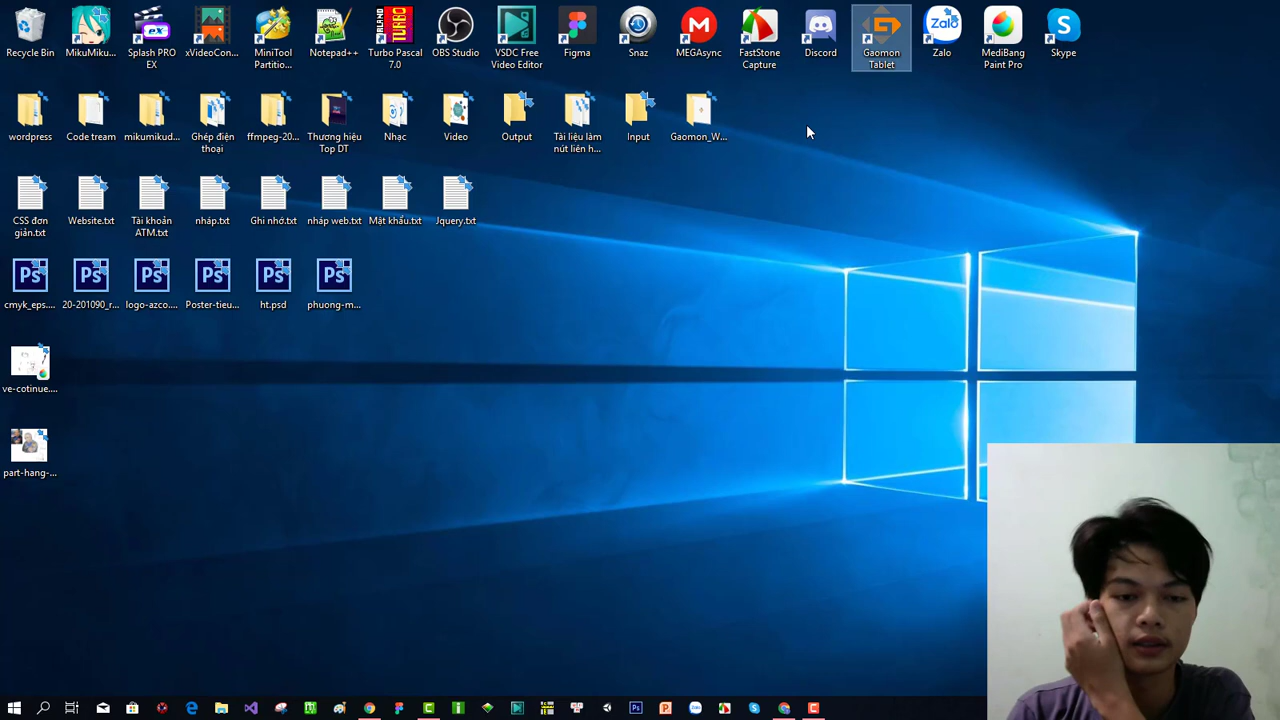 Recycle Bin
MikuMiku...
Splash PRO
EX
xVideoCon...
MiniTool
Partitio...
Notepad++
Turbo Pascal
7.0
OBS Studio
VSDC Free
Video Editor
Figma
Snaz
MEGAsync
FastStone
Capture
Discord
Gaomon
Tablet
Zalo
MediBang
Paint Pro
Skype
wordpress
Code tream
mikumikud...
Ghép điện
thoại
ffmpeg-20...
Thương hiệu
Top DT
Nhạc
Video
Output
Tài liệu làm
nút liên h...
Input
Gaomon_W...
CSS đơn
giản.txt
Website.txt
Tài khoản
ATM.txt
nháp.txt
Ghi nhớ.txt
nháp web.txt
Mật khẩu.txt
Jquery.txt
cmyk_eps....
20-201090_r...
logo-azco....
Poster-tieu...
ht.psd
phuong-m...
ve-cotinue....
part-hang-...